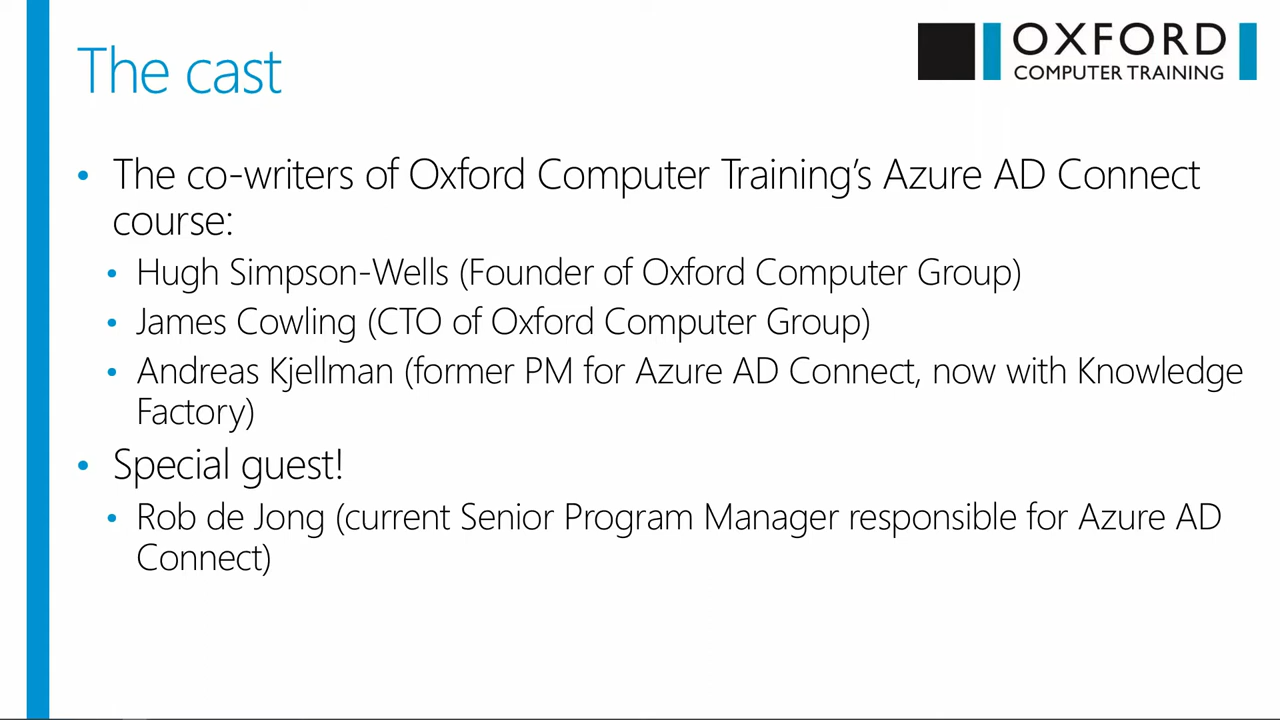 The cast
OXFORD
COMPUTER TRAINING
• The co-writers of Oxford Computer Training’s Azure AD Connect
course:
• Hugh Simpson-Wells (Founder of Oxford Computer Group)
• James Cowling (CTO of Oxford Computer Group)
• Andreas Kjellman (former PM for Azure AD Connect, now with Knowledge
Factory)
• Special guest!
• Rob de Jong (current Senior Program Manager responsible for Azure AD
Connect)